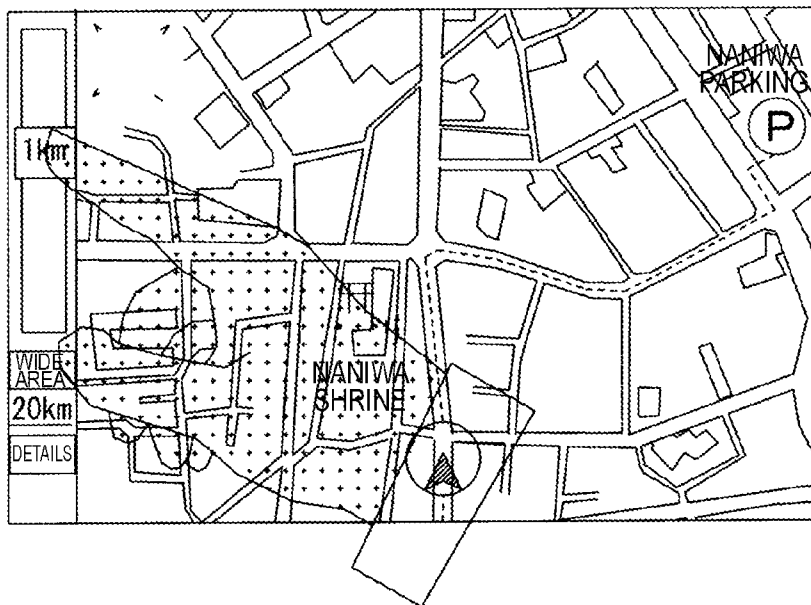 NANIWA
PARKING
P
1km
NANIWA
SHRINE
WIDE
AREA
20km
DETAILS